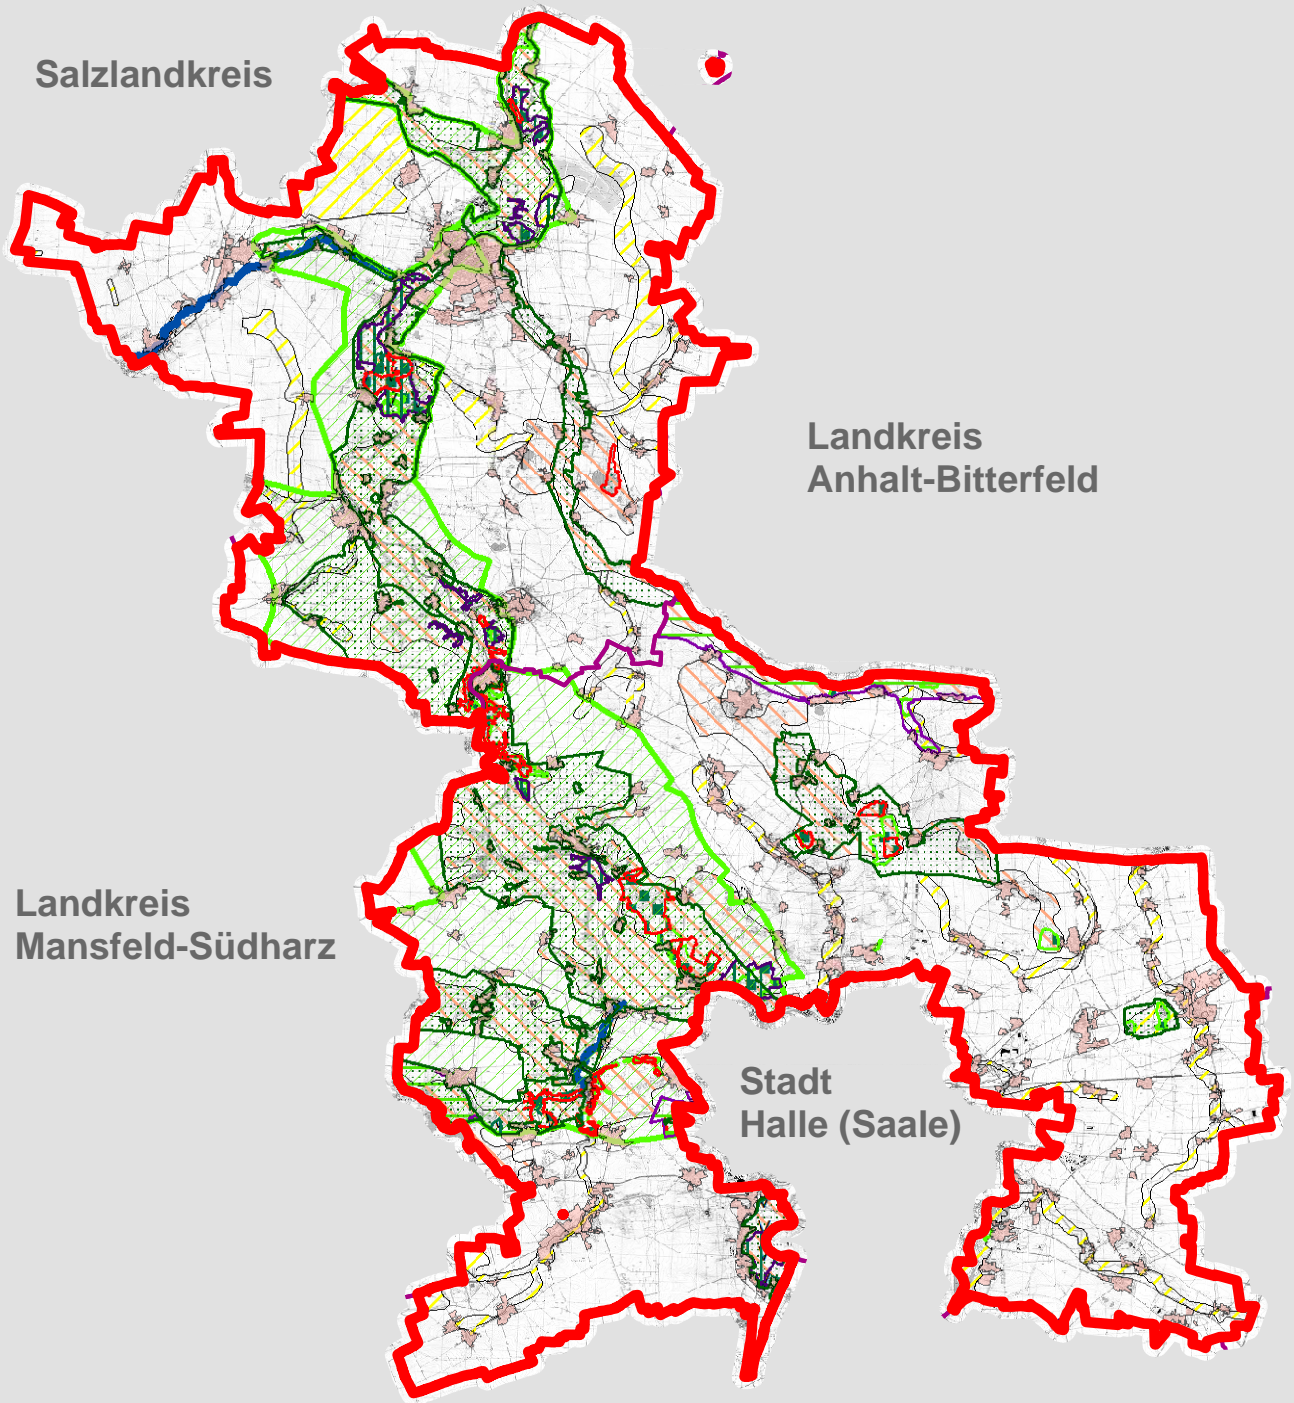 Salzlandkreis
Landkreis
Anhalt-Bitterfeld
Landkreis
Mansfeld-Südharz
Stadt
Halle (Saale)